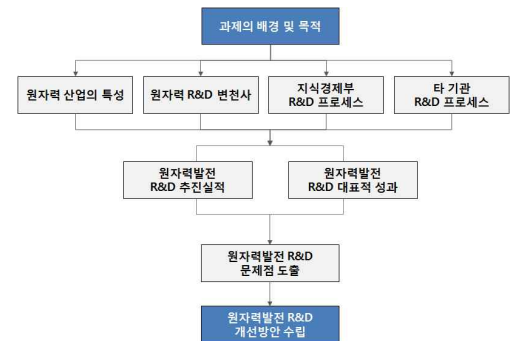 과제의 배경 및 목적
원자력 산업의 특성
원자력 R&D 변천사
지식경제부
R&D 프로세스
타 기관
R&D 프로세스
원자력발전
R&D 추진실적
원자력발전
R&D 대표적 성과
원자력발전 R&D
문제점 도출
원자력발전 R&D
개선방안 수립